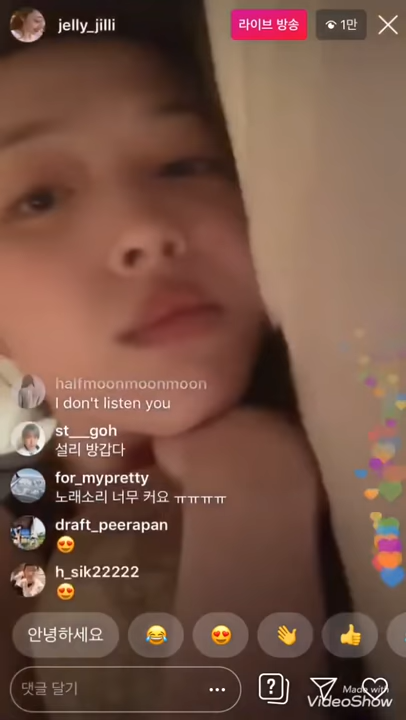 jelly_jilli
라이브 방송
1만
halfmoonmoonmoon
I don't listen you
st___goh
설리 방갑다
for_mypretty
노래소리 너무 커요 ㅠㅠㅠㅠ
draft_peerapan
😍
h_sik22222
😍
안녕하세요 😂 😍 👋 👍
댓글 달기
Made with
VideoShow